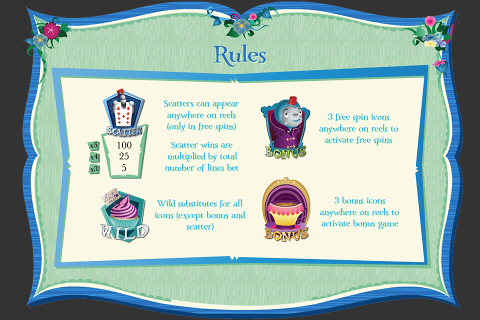 Rules
SCATTER
x5 100
x4 25
x3 5
Scatters can appear
anywhere on reels
(only in free spins)
Scatter wins are
multiplied by total
number of lines bet
WILD
Wild substitutes for all
icons (except bonus and
scatter)
BONUS
3 free spin icons
anywhere on reels to
activate free spins
BONUS
3 bonus icons
anywhere on reels to
activate bonus game